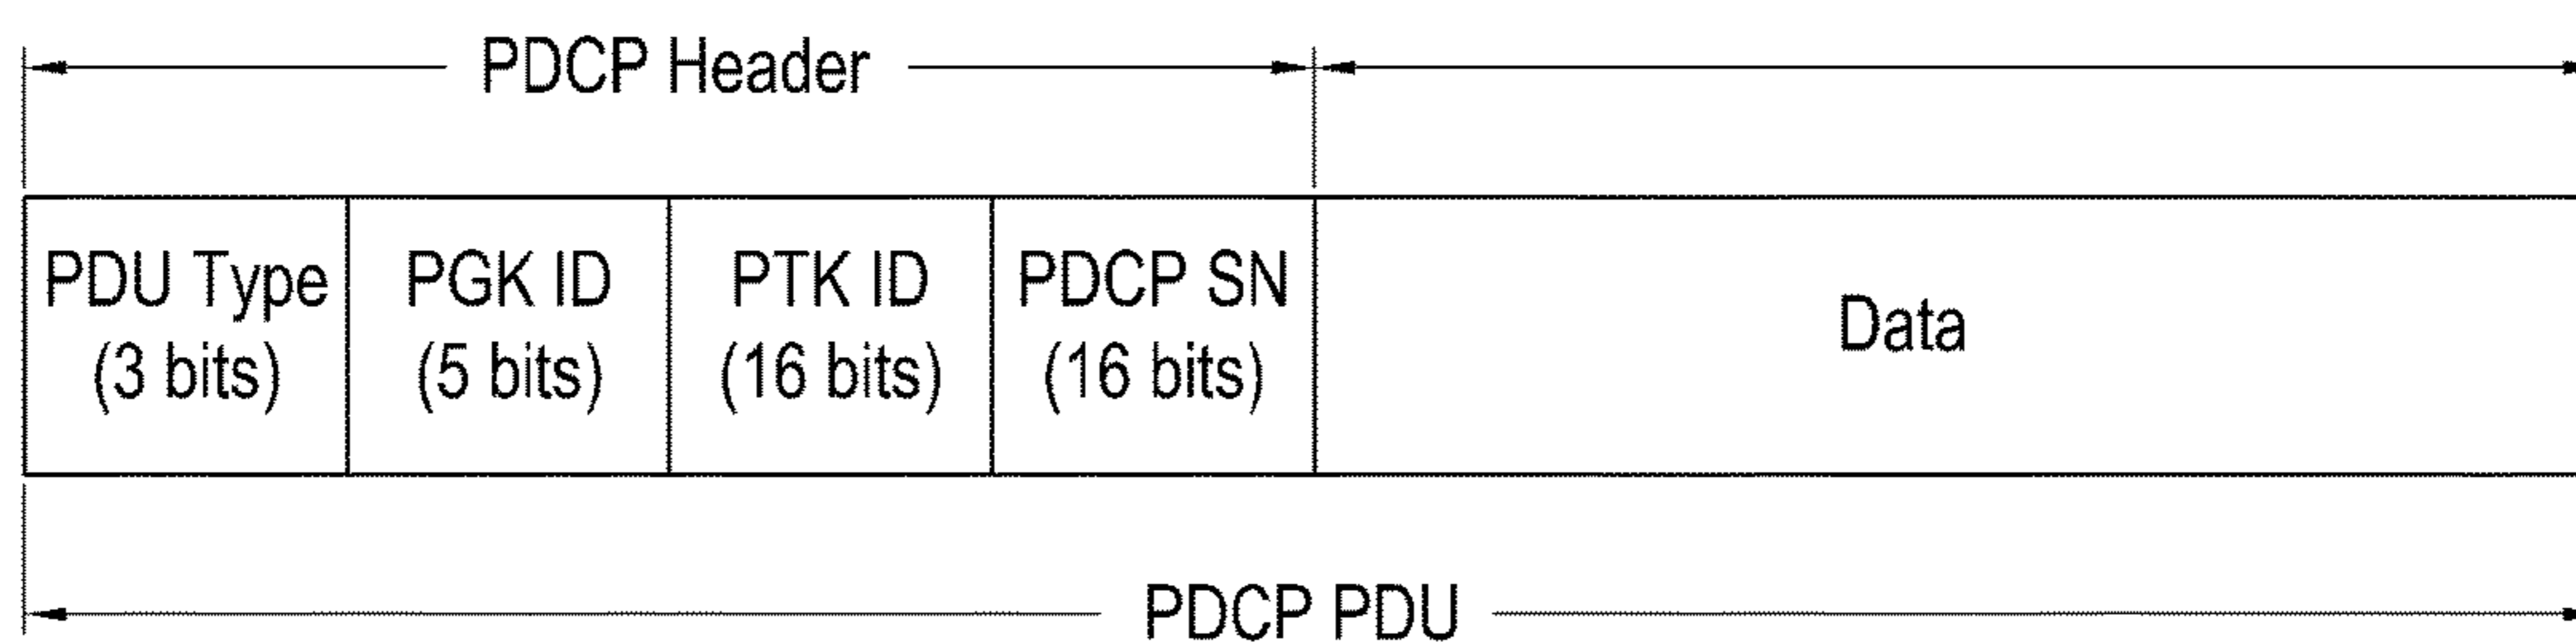 PDCP Header
PDU Type
(3 bits)
PGK ID
(5 bits)
PTK ID
(16 bits)
PDCP SN
(16 bits)
Data
PDCP PDU